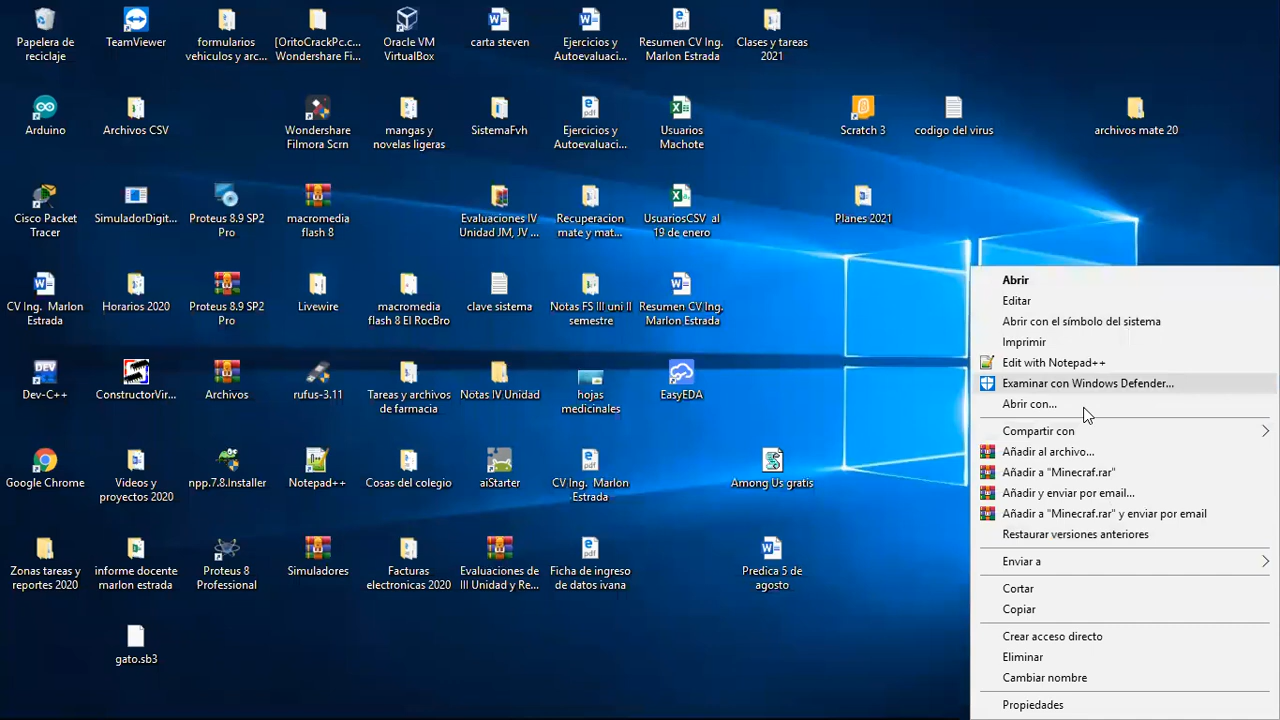 Papelera de
reciclaje
TeamViewer
formularios
vehiculos y arc...
[OritoCrackPc.c...
Wondershare Fi...
Oracle VM
VirtualBox
carta steven
Ejercicios y
Autoevaluaci...
Resumen CV Ing.
Marlon Estrada
Clases y tareas
2021
Arduino
Archivos CSV
Wondershare
Filmora Scrn
mangas y
novelas ligeras
SistemaFvh
Ejercicios y
Autoevaluaci...
Usuarios
Machote
Scratch 3
codigo del virus
archivos mate 20
Cisco Packet
Tracer
SimuladorDigit...
Proteus 8.9 SP2
Pro
macromedia
flash 8
Evaluaciones IV
Unidad JM, JV ...
Recuperacion
mate y mat...
UsuariosCSV al
19 de enero
Planes 2021
CV Ing. Marlon
Estrada
Horarios 2020
Proteus 8.9 SP2
Pro
Livewire
macromedia
flash 8 El RocBro
clave sistema
Notas FS III uni II
semestre
Resumen CV Ing.
Marlon Estrada
Dev-C++
ConstructorVir...
Archivos
rufus-3.11
Tareas y archivos
de farmacia
Notas IV Unidad
hojas
medicinales
EasyEDA
Google Chrome
Videos y
proyectos 2020
npp.7.8.Installer
Notepad++
Cosas del colegio
aiStarter
CV Ing. Marlon
Estrada
Among Us gratis
Zonas tareas y
reportes 2020
informe docente
marlon estrada
Proteus 8
Professional
Simuladores
Facturas
electronicas 2020
Evaluaciones de
III Unidad y Re...
Ficha de ingreso
de datos ivana
Predica 5 de
agosto
gato.sb3
Abrir
Editar
Abrir con el símbolo del sistema
Imprimir
Edit with Notepad++
Examinar con Windows Defender...
Abrir con...
Compartir con
Añadir al archivo...
Añadir a "Minecraf.rar"
Añadir y enviar por email...
Añadir a "Minecraf.rar" y enviar por email
Restaurar versiones anteriores
Enviar a
Cortar
Copiar
Crear acceso directo
Eliminar
Cambiar nombre
Propiedades